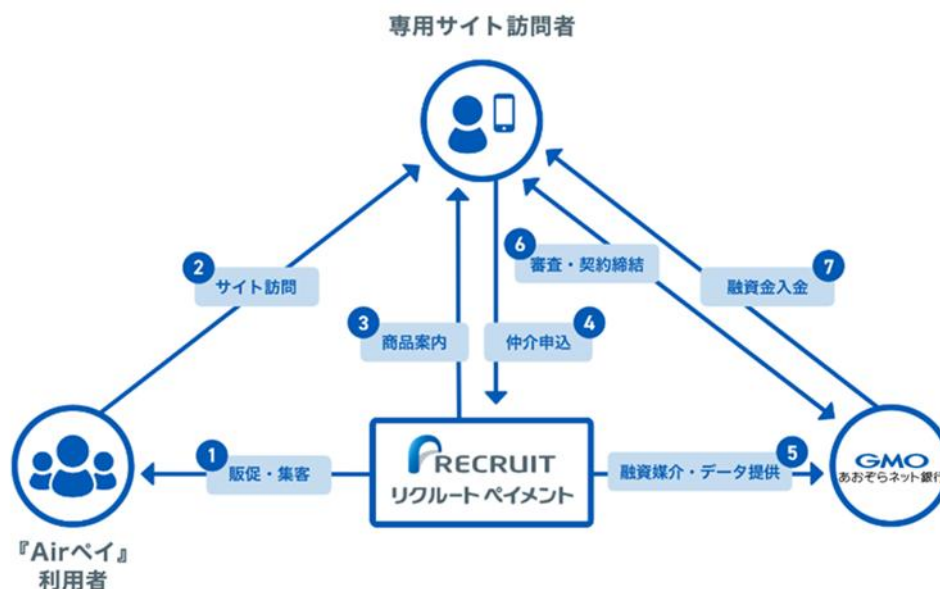 専用サイト訪問者
2
サイト訪問
3
商品案内
仲介申込
4
6
審査・契約締結
7
融資金入金
1
販促・集客
RECRUIT
リクルート ペイメント
5
融資媒介・データ提供
GMO
あおぞらネット銀行
『Airペイ』
利用者